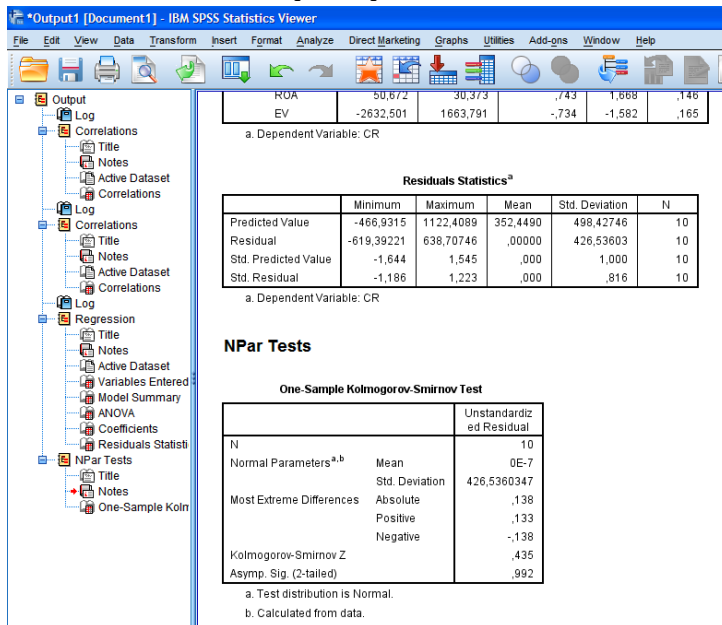 *Output1 [Document1] - IBM SPSS Statistics Viewer
File Edit View Data Transform Insert Format Analyze Direct Marketing Graphs Utilities Add-ons Window Help
Output
Log
Correlations
Title
Notes
Active Dataset
Correlations
Log
Correlations
Title
Notes
Active Dataset
Correlations
Log
Regression
Title
Notes
Active Dataset
Variables Entered
Model Summary
ANOVA
Coefficients
Residuals Statisti
NPar Tests
Title
Notes
One-Sample Kolm
ROA 50,672 30,373 ,743 1,668 ,146
EV -2632,501 1663,791 -,734 -1,582 ,165
a. Dependent Variable: CR
Residuals Statisticsa
Minimum Maximum Mean Std. Deviation N
Predicted Value -466,9315 1122,4089 352,4490 498,42746 10
Residual -619,39221 638,70746 ,00000 426,53603 10
Std. Predicted Value -1,644 1,545 ,000 1,000 10
Std. Residual -1,186 1,223 ,000 ,816 10
a. Dependent Variable: CR
NPar Tests
One-Sample Kolmogorov-Smirnov Test
Unstandardiz
ed Residual
N 10
Normal Parametersa,b Mean 0E-7
Std. Deviation 426,5360347
Most Extreme Differences Absolute ,138
Positive ,133
Negative -,138
Kolmogorov-Smirnov Z ,435
Asymp. Sig. (2-tailed) ,992
a. Test distribution is Normal.
b. Calculated from data.